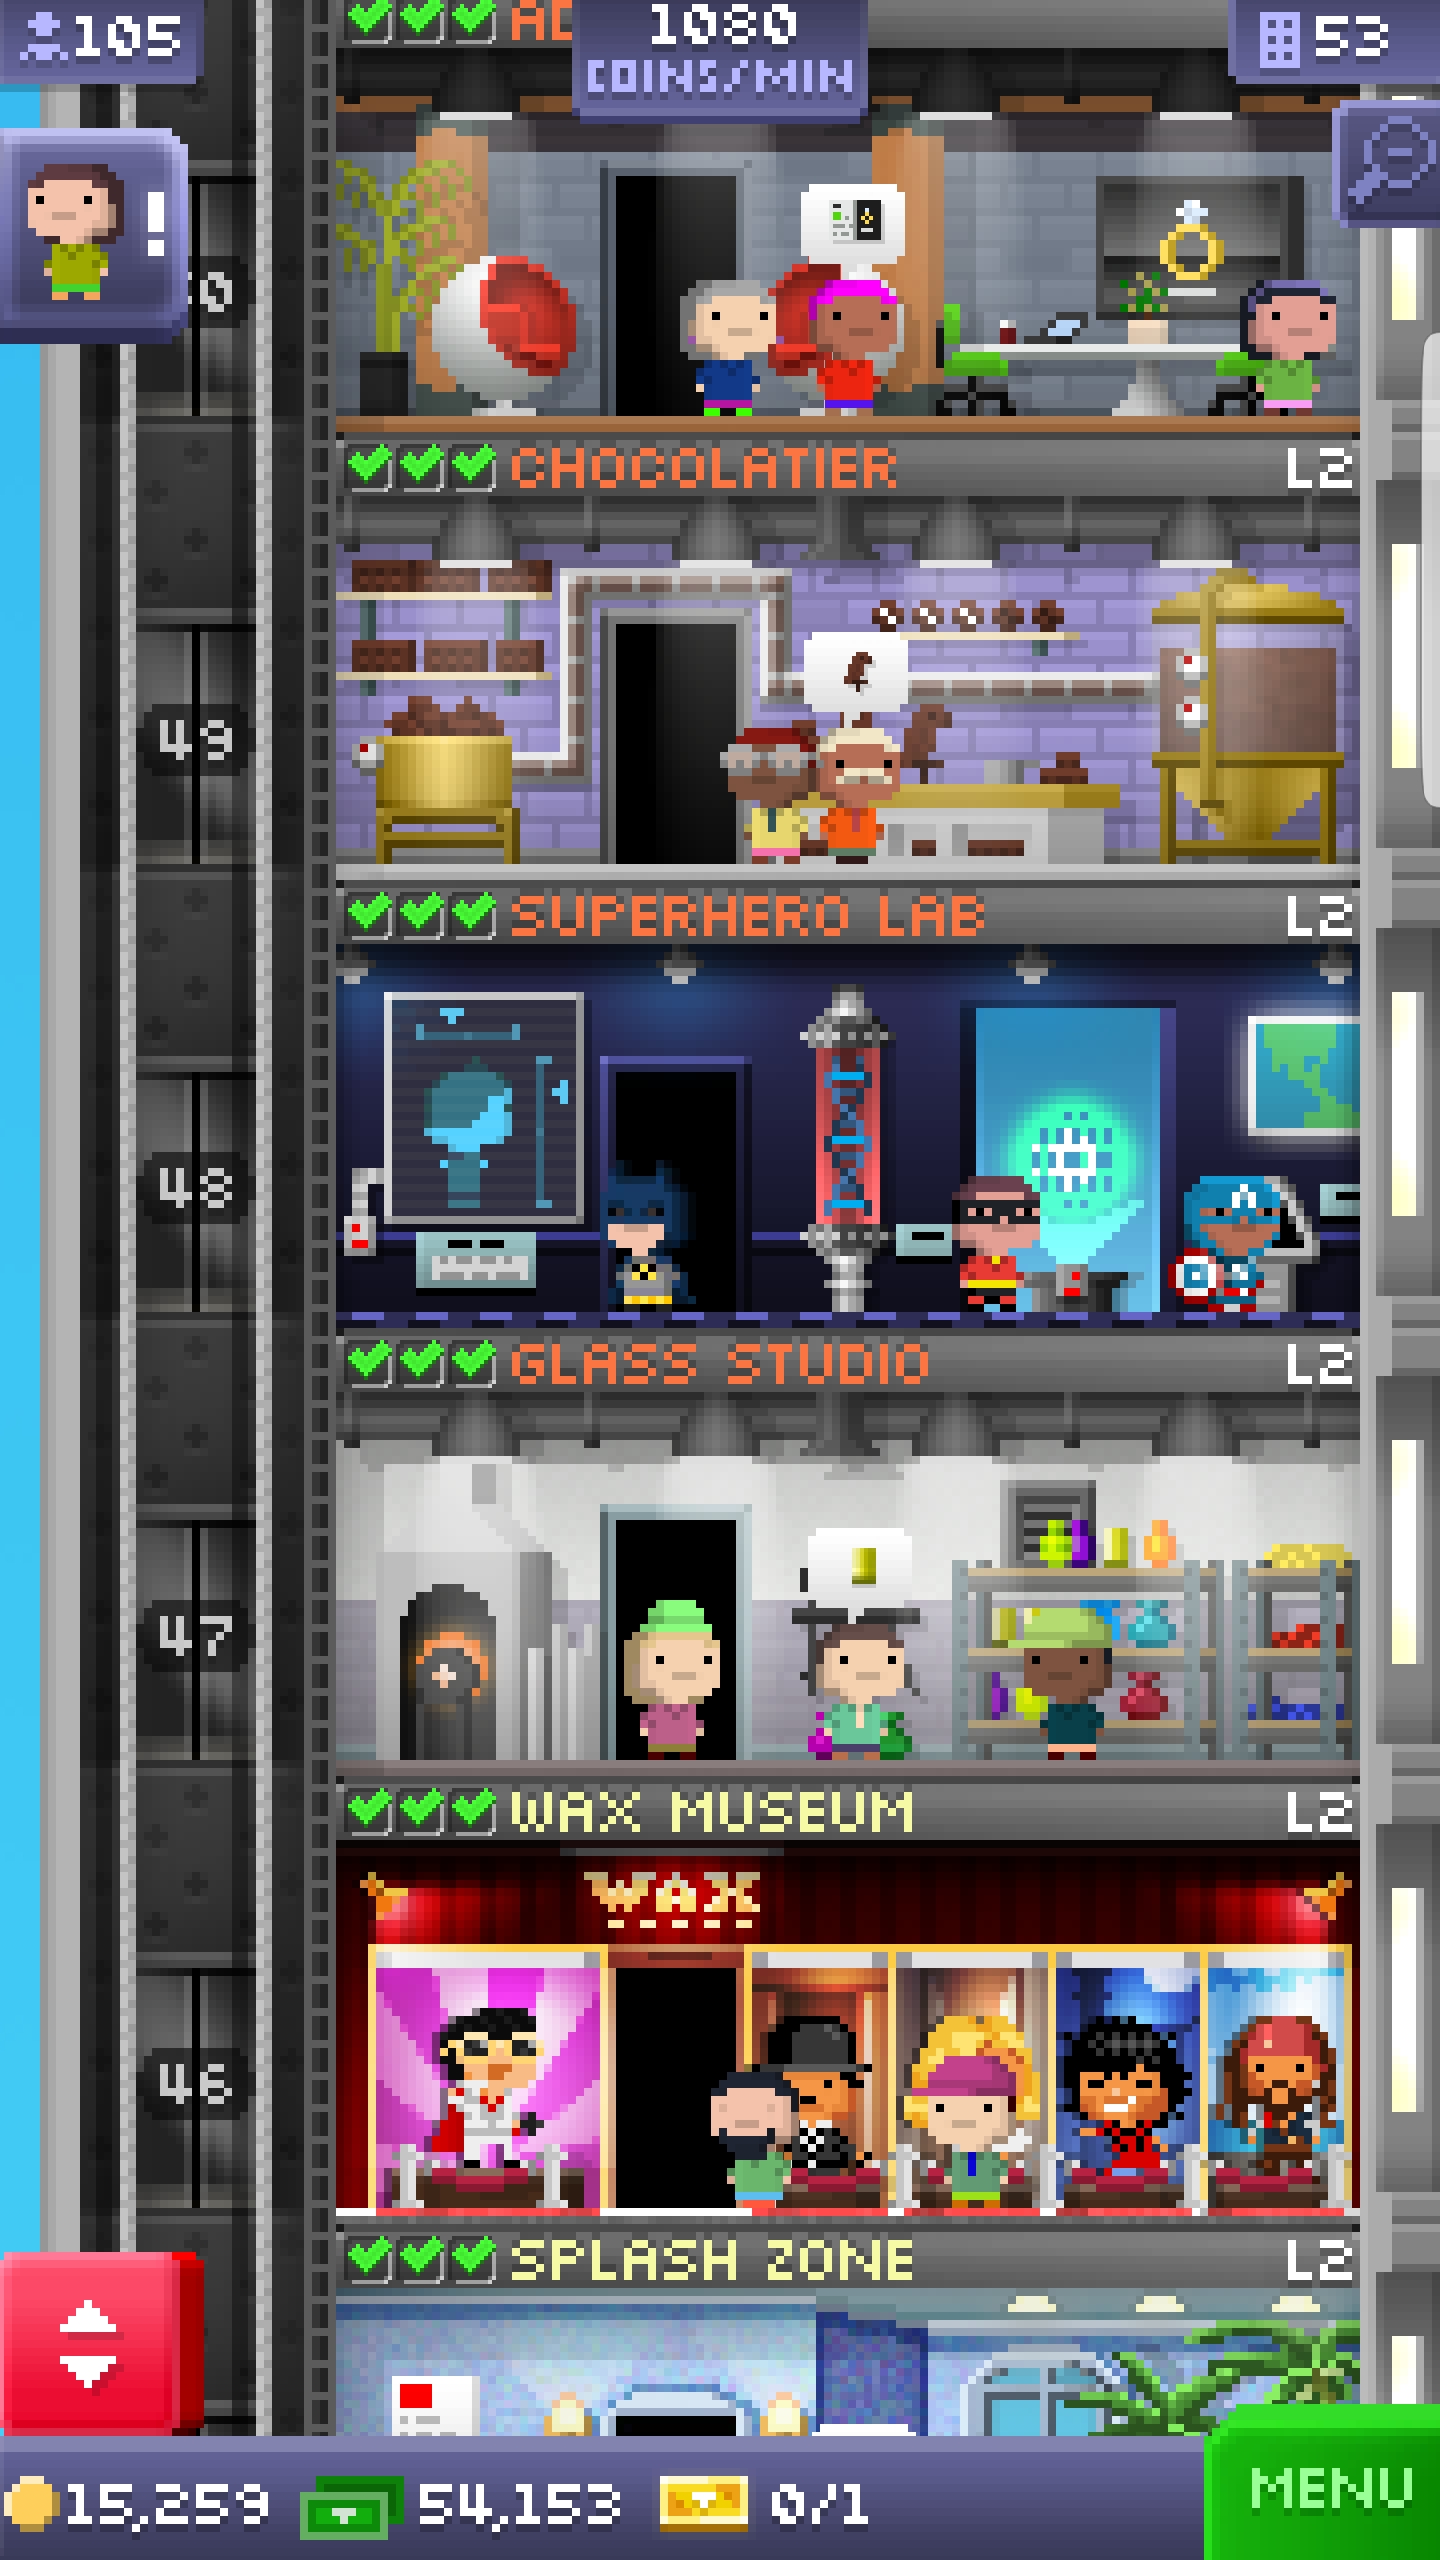 AD
105
1080
COINS/MIN
53
!
CHOCOLATIER L2
49
SUPERHERO LAB L2
48
GLASS STUDIO L2
47
WAX MUSEUM L2
WAX
46
SPLASH ZONE L2
15,259 54,153 0/1
MENU